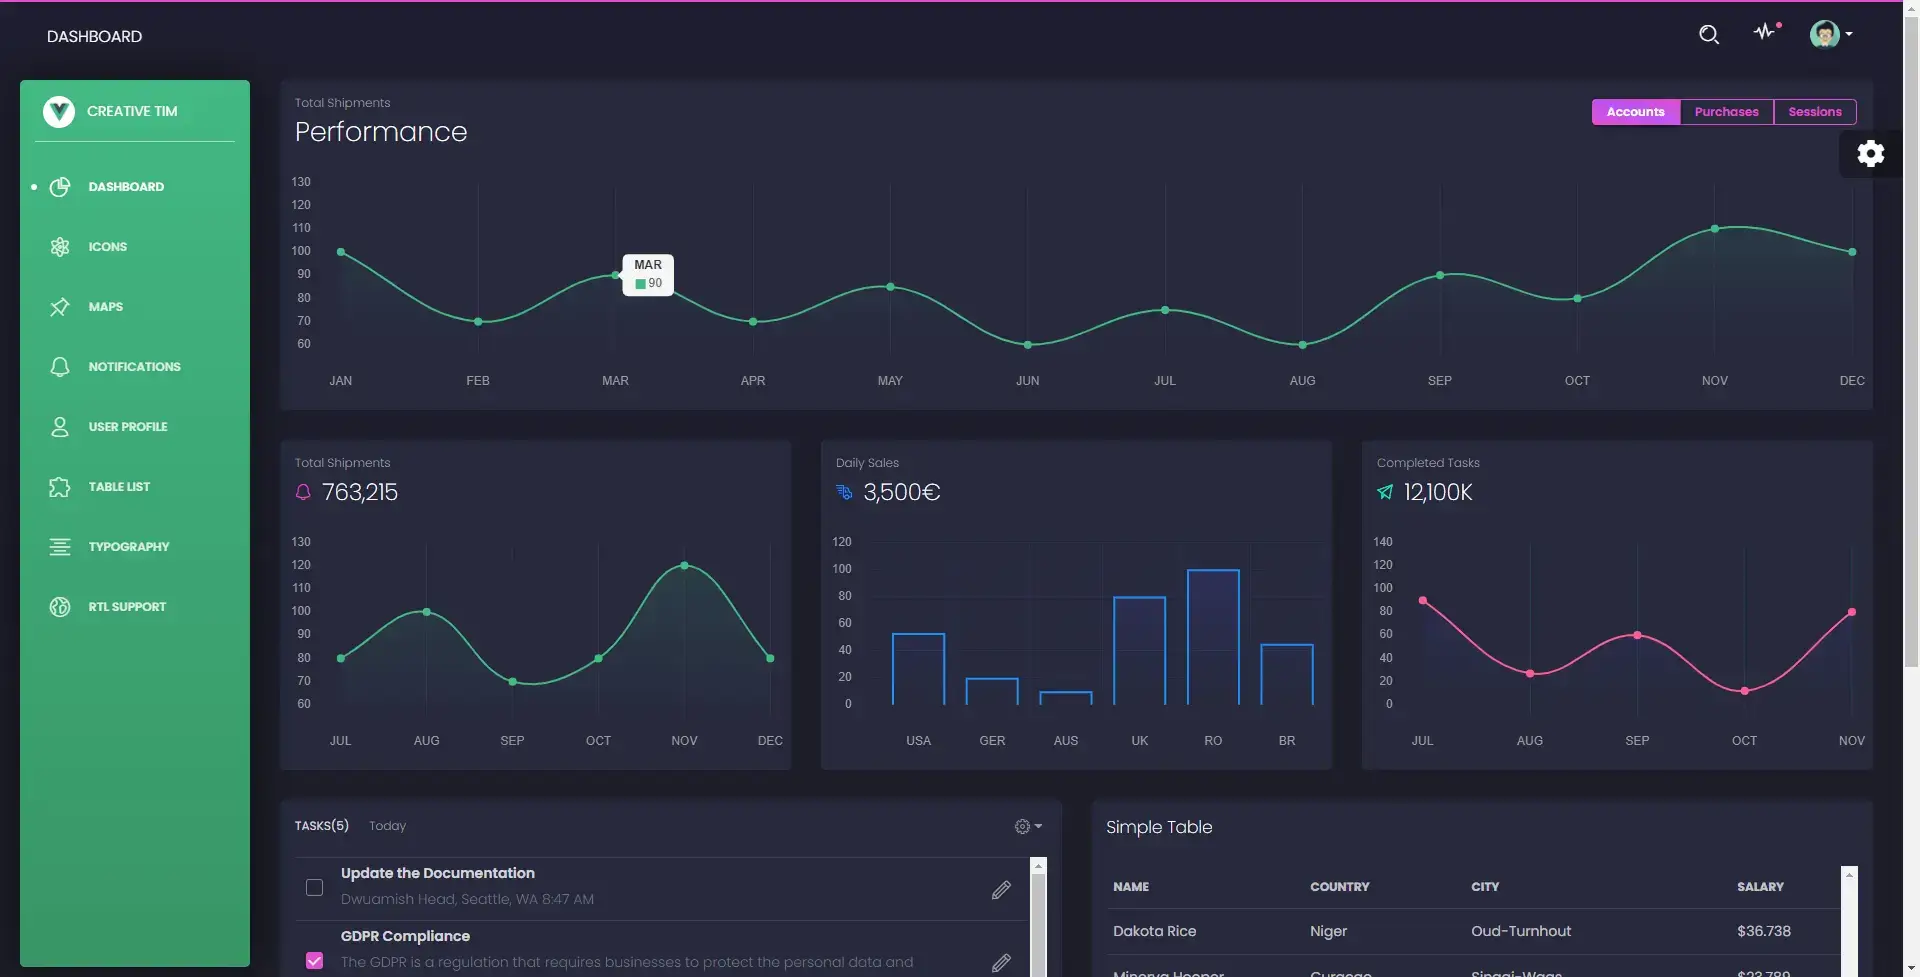 DASHBOARD
CREATIVE TIM
DASHBOARD
ICONS
MAPS
NOTIFICATIONS
USER PROFILE
TABLE LIST
TYPOGRAPHY
RTL SUPPORT
Total Shipments
Performance
Accounts Purchases Sessions
130
120
110
100
90
80
70
60
MAR
90
JAN FEB MAR APR MAY JUN JUL AUG SEP OCT NOV DEC
Total Shipments
763,215
130
120
110
100
90
80
70
60
JUL AUG SEP OCT NOV DEC
Daily Sales
3,500€
120
100
80
60
40
20
0
USA GER AUS UK RO BR
Completed Tasks
12,100K
140
120
100
80
60
40
20
0
JUL AUG SEP OCT NOV
TASKS(5) Today
Update the Documentation
Dwuamish Head, Seattle, WA 8:47 AM
GDPR Compliance
The GDPR is a regulation that requires businesses to protect the personal data and
Simple Table
NAME COUNTRY CITY SALARY
Dakota Rice Niger Oud-Turnhout $36.738
Minerva Hooper Curaçao Sinaai-Waas $23.789